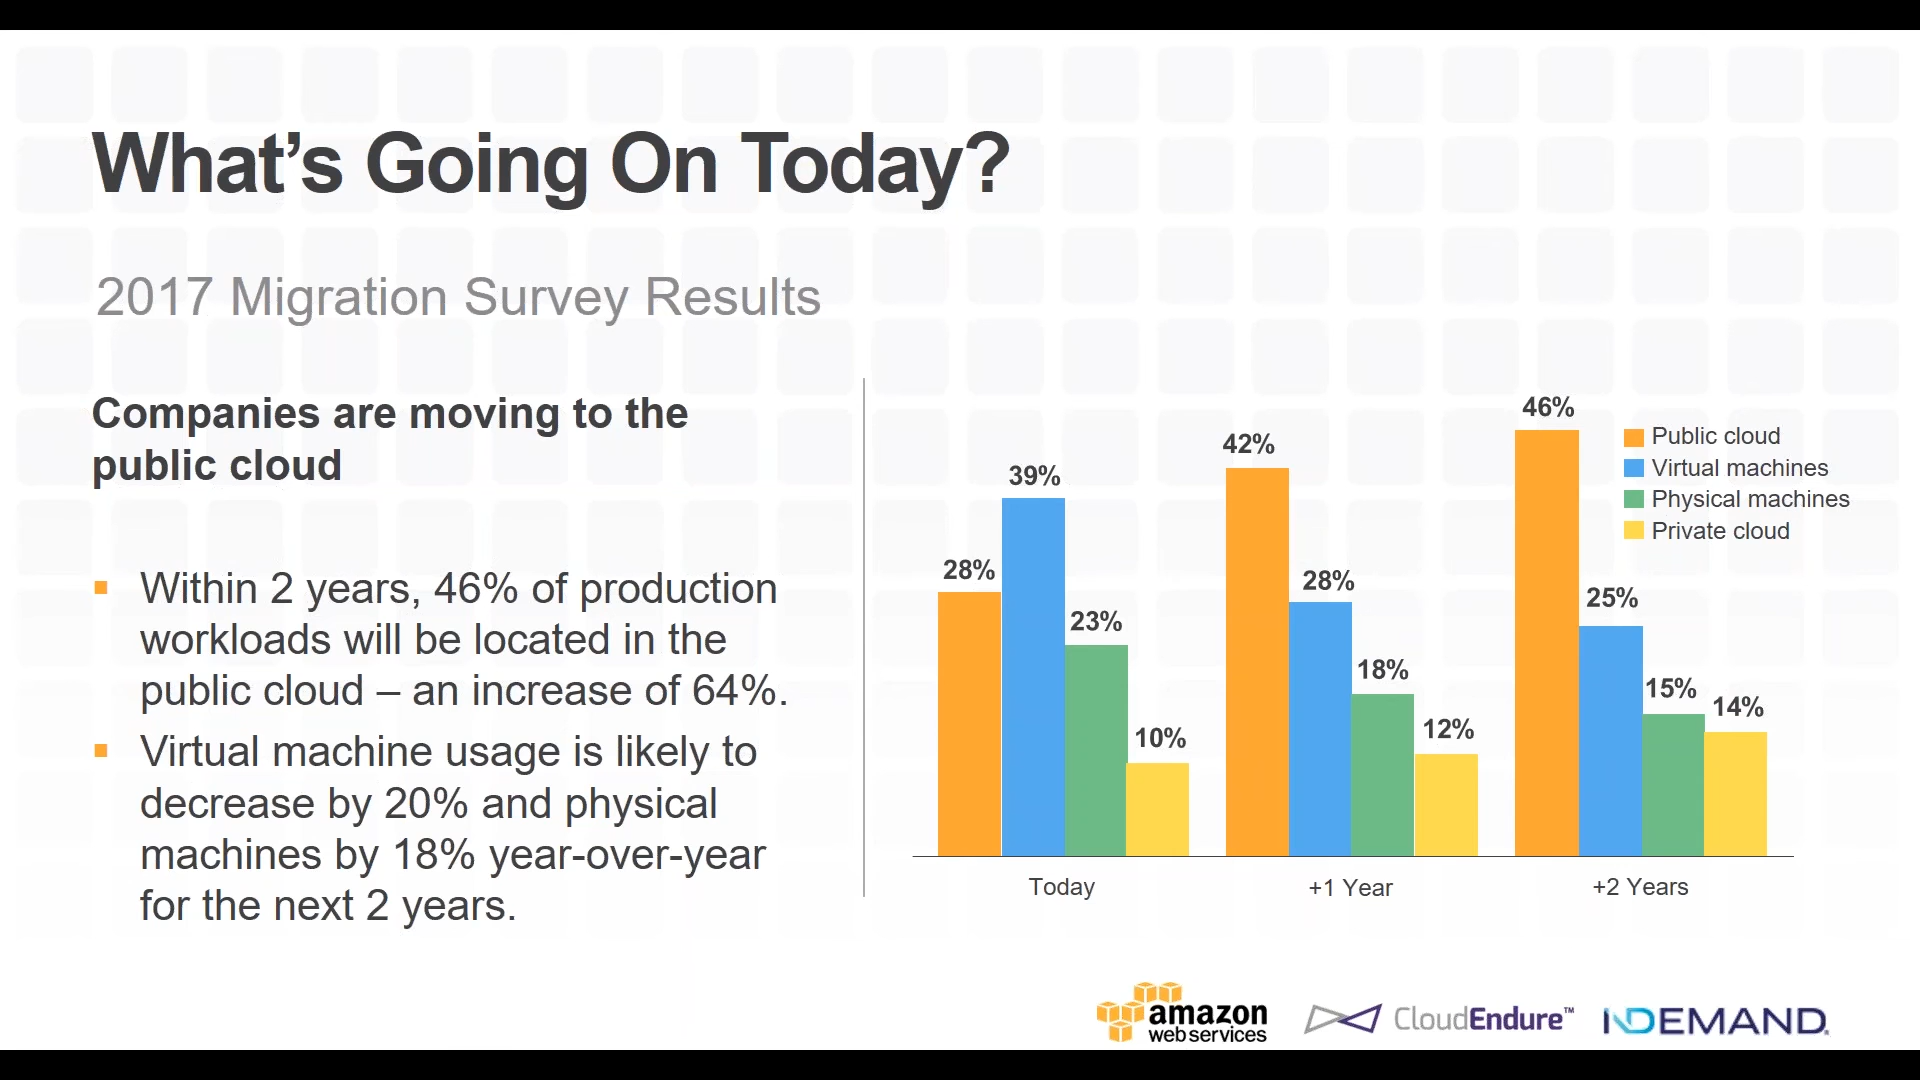 What’s Going On Today?
2017 Migration Survey Results
Companies are moving to the
public cloud
Within 2 years, 46% of production
workloads will be located in the
public cloud – an increase of 64%.
Virtual machine usage is likely to
decrease by 20% and physical
machines by 18% year-over-year
for the next 2 years.
28%
39%
23%
10%
42%
28%
18%
12%
46%
25%
15%
14%
Public cloud
Virtual machines
Physical machines
Private cloud
Today
+1 Year
+2 Years
amazon
web services
CloudEndure™
INDEMAND